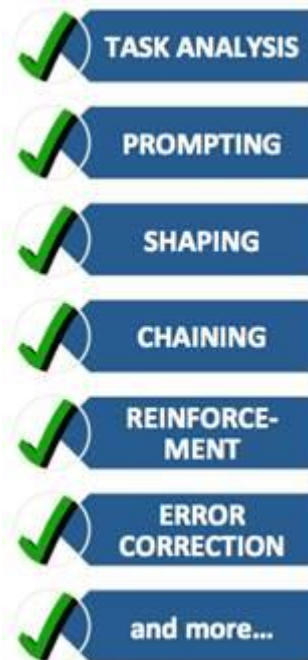 TASK ANALYSIS
PROMPTING
SHAPING
CHAINING
REINFORCE-
MENT
ERROR
CORRECTION
and more...